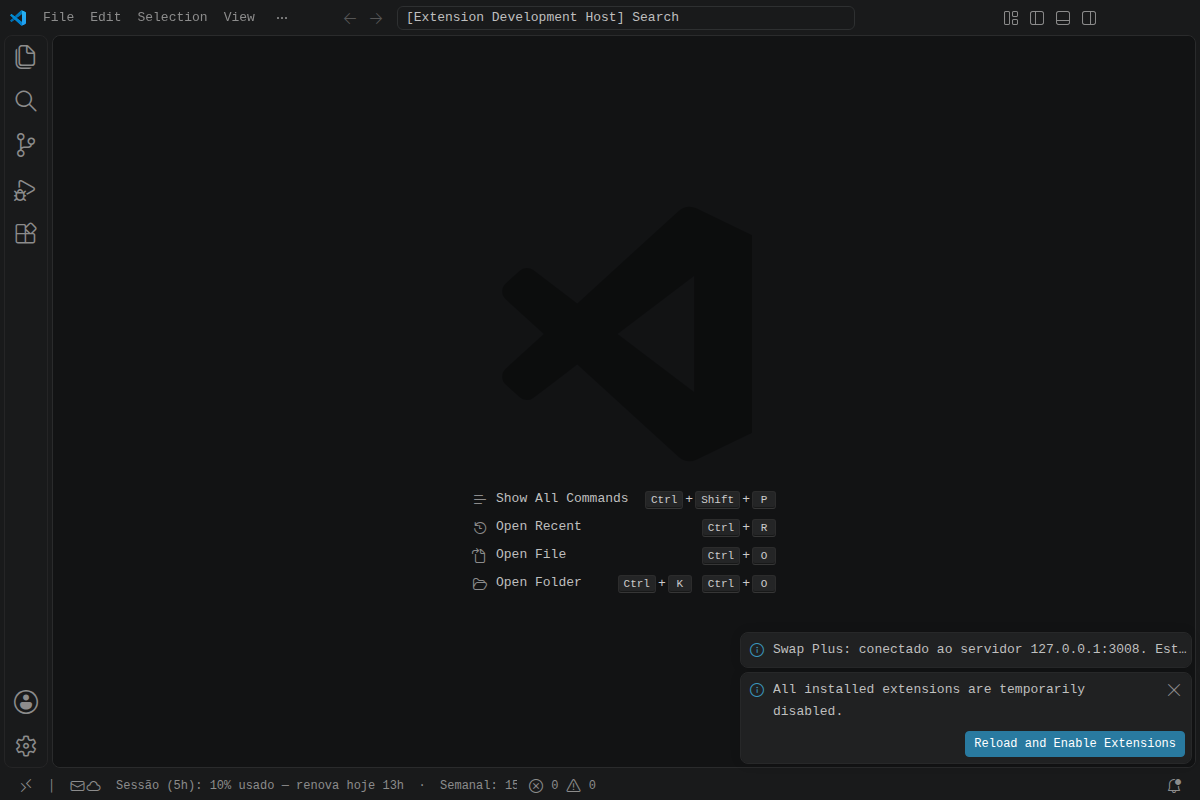 File Edit Selection View ···
[Extension Development Host] Search
Show All Commands Ctrl + Shift + P
Open Recent Ctrl + R
Open File Ctrl + O
Open Folder Ctrl + K Ctrl + O
Swap Plus: conectado ao servidor 127.0.0.1:3008. Est…
All installed extensions are temporarily
disabled.
Reload and Enable Extensions
Sessão (5h): 10% usado — renova hoje 13h · Semanal: 15 0 0